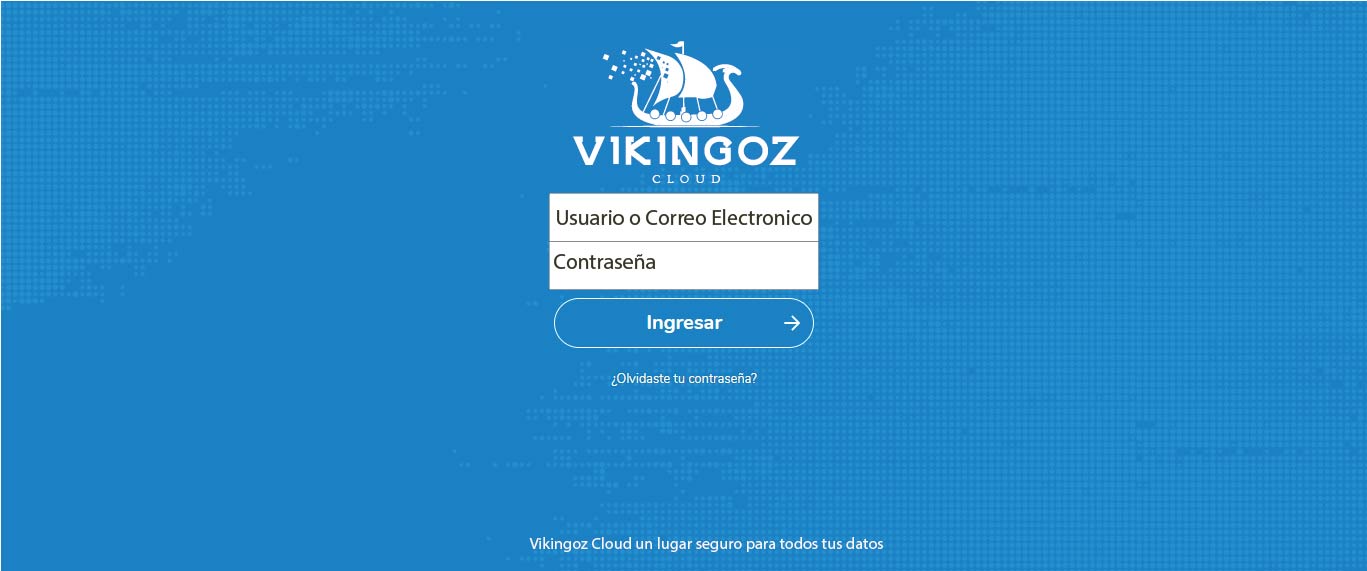 VIKINGOZ
CLOUD
Usuario o Correo Electronico
Contraseña
Ingresar
¿Olvidaste tu contraseña?
Vikingoz Cloud un lugar seguro para todos tus datos